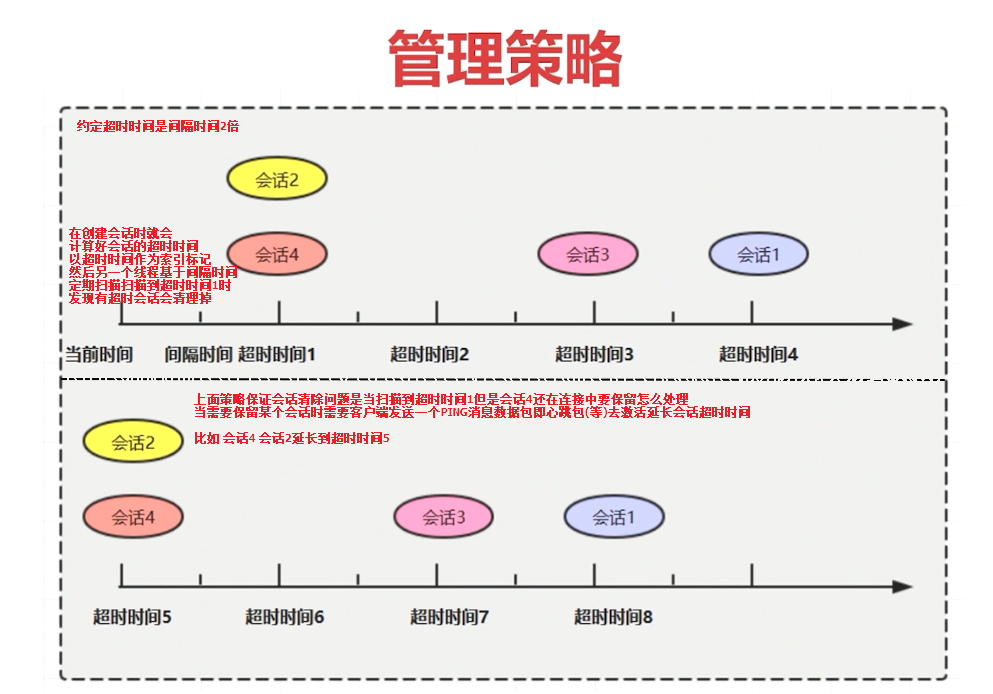 管理策略
约定超时时间是间隔时间2倍
会话2
在创建会话时就会
计算好会话的超时时间
以超时时间作为索引标记
然后另一个线程基于间隔时间
定期扫描扫描到超时时间1时
发现有超时会话会清理掉
会话4 会话3 会话1
当前时间 间隔时间 超时时间1 超时时间2 超时时间3 超时时间4
上面策略保证会话清除问题是当扫描到超时时间1但是会话4还在连接中要保留怎么处理
当需要保留某个会话时需要客户端发送一个PING消息数据包即心跳包(等)去激活延长会话超时时间
会话2
比如 会话4 会话2延长到超时时间5
会话4 会话3 会话1
超时时间5 超时时间6 超时时间7 超时时间8